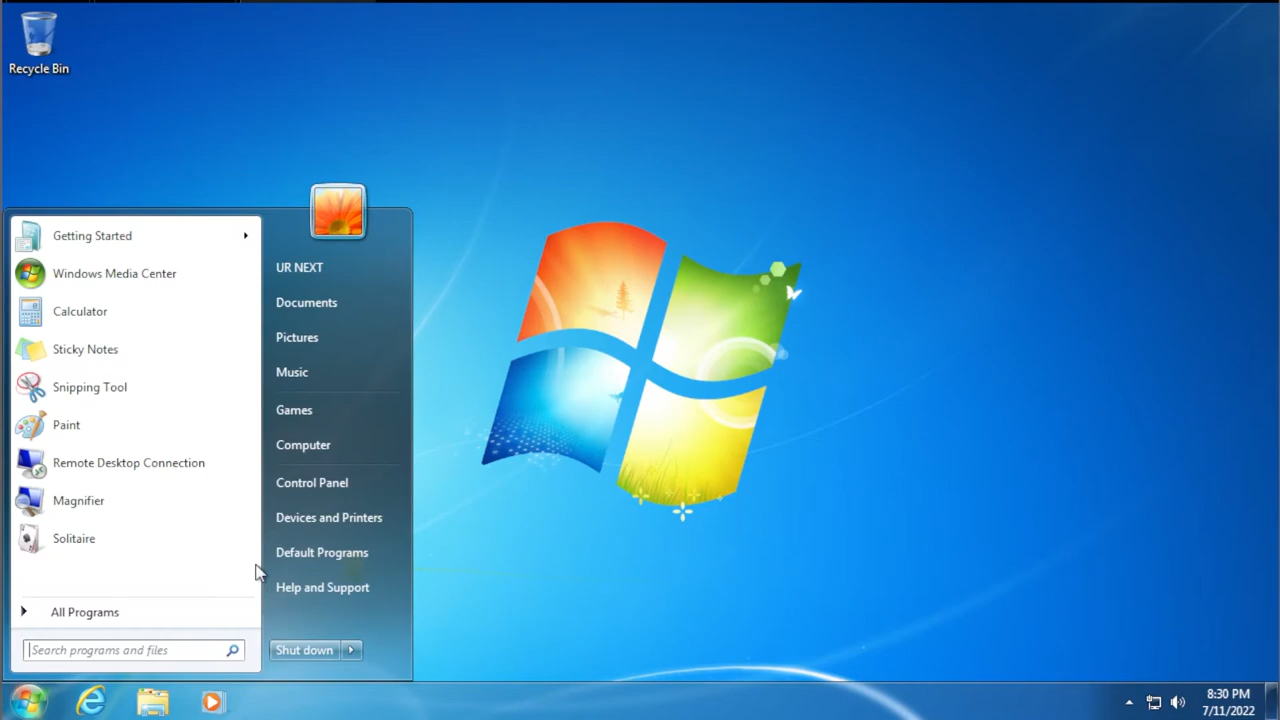 Recycle Bin
Getting Started
Windows Media Center
Calculator
Sticky Notes
Snipping Tool
Paint
Remote Desktop Connection
Magnifier
Solitaire
All Programs
Search programs and files
UR NEXT
Documents
Pictures
Music
Games
Computer
Control Panel
Devices and Printers
Default Programs
Help and Support
Shut down
8:30 PM
7/11/2022